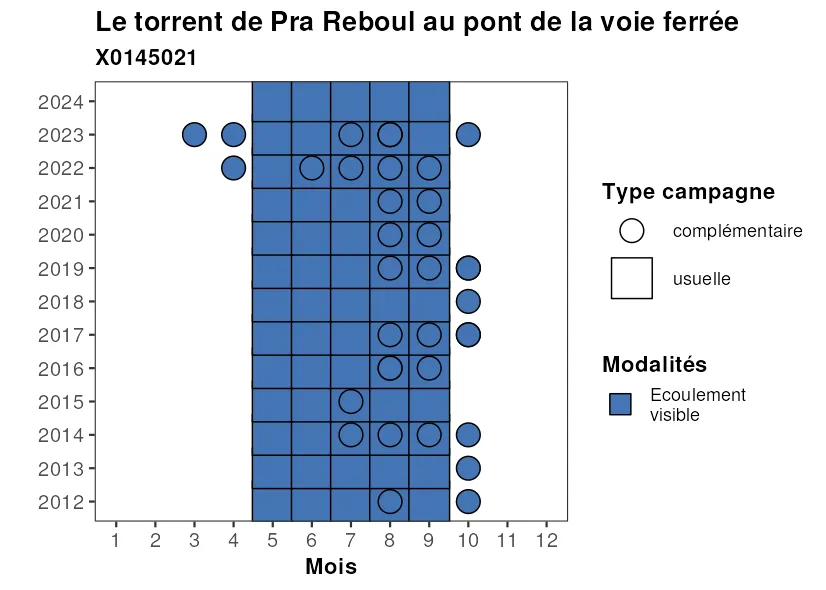 Le torrent de Pra Reboul au pont de la voie ferrée
X0145021
2024
2023
2022
2021
2020
2019
2018
2017
2016
2015
2014
2013
2012
1 2 3 4 5 6 7 8 9 10 11 12
Mois
Type campagne
complémentaire
usuelle
Modalités
Ecoulement
visible